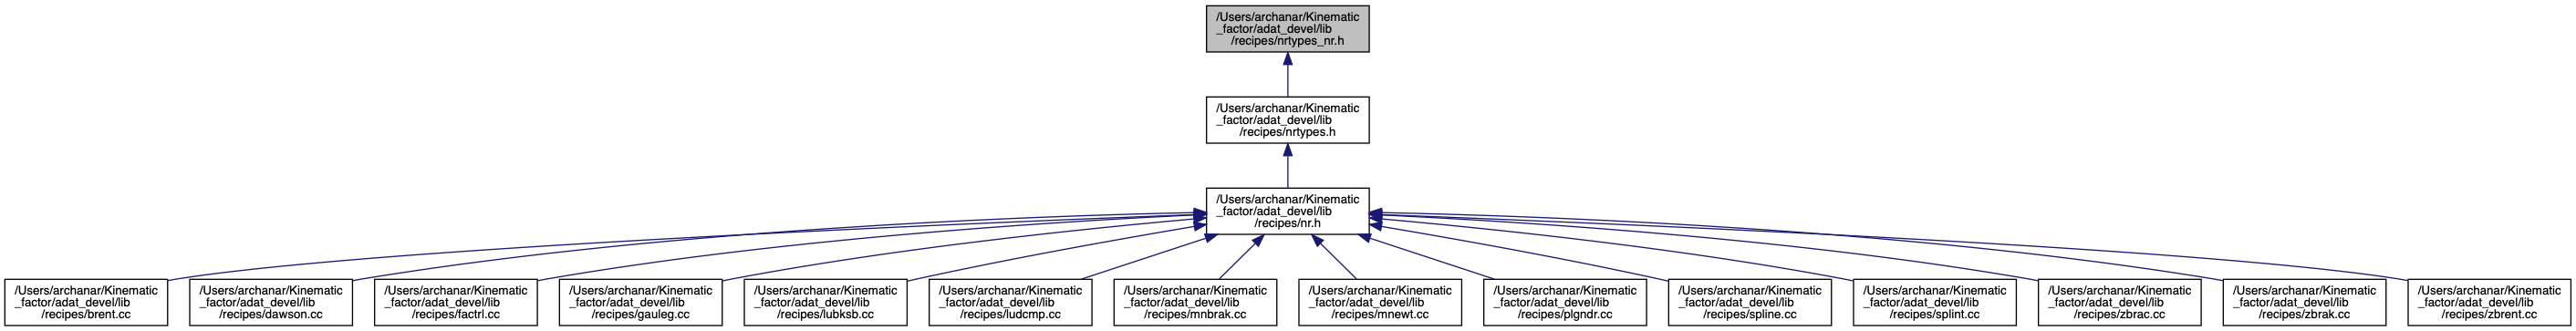 /Users/archanar/Kinematic
_factor/adat_devel/lib
/recipes/nrtypes_nr.h
/Users/archanar/Kinematic
_factor/adat_devel/lib
/recipes/nrtypes.h
/Users/archanar/Kinematic
_factor/adat_devel/lib
/recipes/nr.h
/Users/archanar/Kinematic
_factor/adat_devel/lib
/recipes/brent.cc
/Users/archanar/Kinematic
_factor/adat_devel/lib
/recipes/dawson.cc
/Users/archanar/Kinematic
_factor/adat_devel/lib
/recipes/factrl.cc
/Users/archanar/Kinematic
_factor/adat_devel/lib
/recipes/gauleg.cc
/Users/archanar/Kinematic
_factor/adat_devel/lib
/recipes/lubksb.cc
/Users/archanar/Kinematic
_factor/adat_devel/lib
/recipes/ludcmp.cc
/Users/archanar/Kinematic
_factor/adat_devel/lib
/recipes/mnbrak.cc
/Users/archanar/Kinematic
_factor/adat_devel/lib
/recipes/mnewt.cc
/Users/archanar/Kinematic
_factor/adat_devel/lib
/recipes/plgndr.cc
/Users/archanar/Kinematic
_factor/adat_devel/lib
/recipes/spline.cc
/Users/archanar/Kinematic
_factor/adat_devel/lib
/recipes/splint.cc
/Users/archanar/Kinematic
_factor/adat_devel/lib
/recipes/zbrac.cc
/Users/archanar/Kinematic
_factor/adat_devel/lib
/recipes/zbrak.cc
/Users/archanar/Kinematic
_factor/adat_devel/lib
/recipes/zbrent.cc